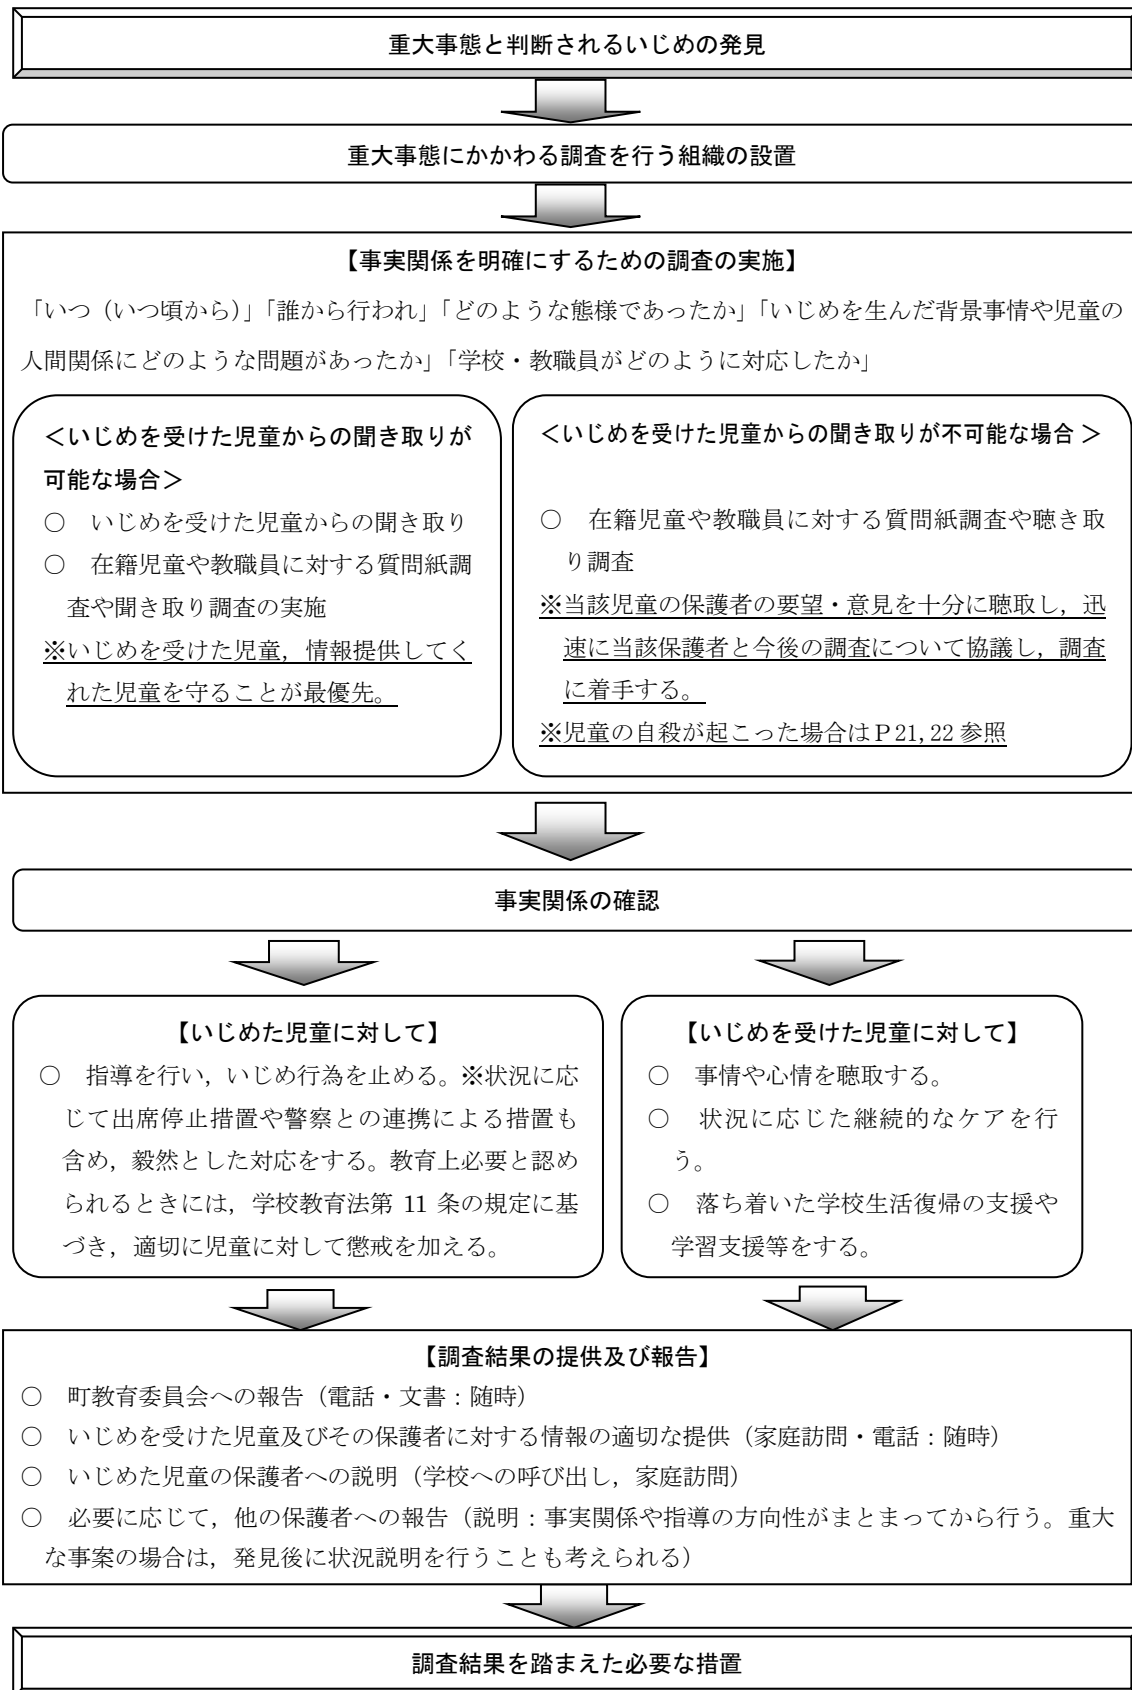 重大事態と判断されるいじめの発見
重大事態にかかわる調査を行う組織の設置
【事実関係を明確にするための調査の実施】
「いつ（いつ頃から）」「誰から行われ」「どのような態様であったか」「いじめを生んだ背景事情や児童の
人間関係にどのような問題があったか」「学校・教職員がどのように対応したか」
＜いじめを受けた児童からの聞き取りが
可能な場合＞
○　いじめを受けた児童からの聞き取り
○　在籍児童や教職員に対する質問紙調
査や聞き取り調査の実施
※いじめを受けた児童，情報提供してく
れた児童を守ることが最優先。
＜いじめを受けた児童からの聞き取りが不可能な場合＞
○　在籍児童や教職員に対する質問紙調査や聴き取
り調査
※当該児童の保護者の要望・意見を十分に聴取し，迅
速に当該保護者と今後の調査について協議し，調査
に着手する。
※児童の自殺が起こった場合はＰ21,22 参照
事実関係の確認
【いじめた児童に対して】
○　指導を行い，いじめ行為を止める。※状況に応
じて出席停止措置や警察との連携による措置も
含め，毅然とした対応をする。教育上必要と認め
られるときには，学校教育法第 11 条の規定に基
づき，適切に児童に対して懲戒を加える。
【いじめを受けた児童に対して】
○　事情や心情を聴取する。
○　状況に応じた継続的なケアを行
う。
○　落ち着いた学校生活復帰の支援や
学習支援等をする。
【調査結果の提供及び報告】
○　町教育委員会への報告（電話・文書：随時）
○　いじめを受けた児童及びその保護者に対する情報の適切な提供（家庭訪問・電話：随時）
○　いじめた児童の保護者への説明（学校への呼び出し，家庭訪問）
○　必要に応じて，他の保護者への報告（説明：事実関係や指導の方向性がまとまってから行う。重大
な事案の場合は，発見後に状況説明を行うことも考えられる）
調査結果を踏まえた必要な措置